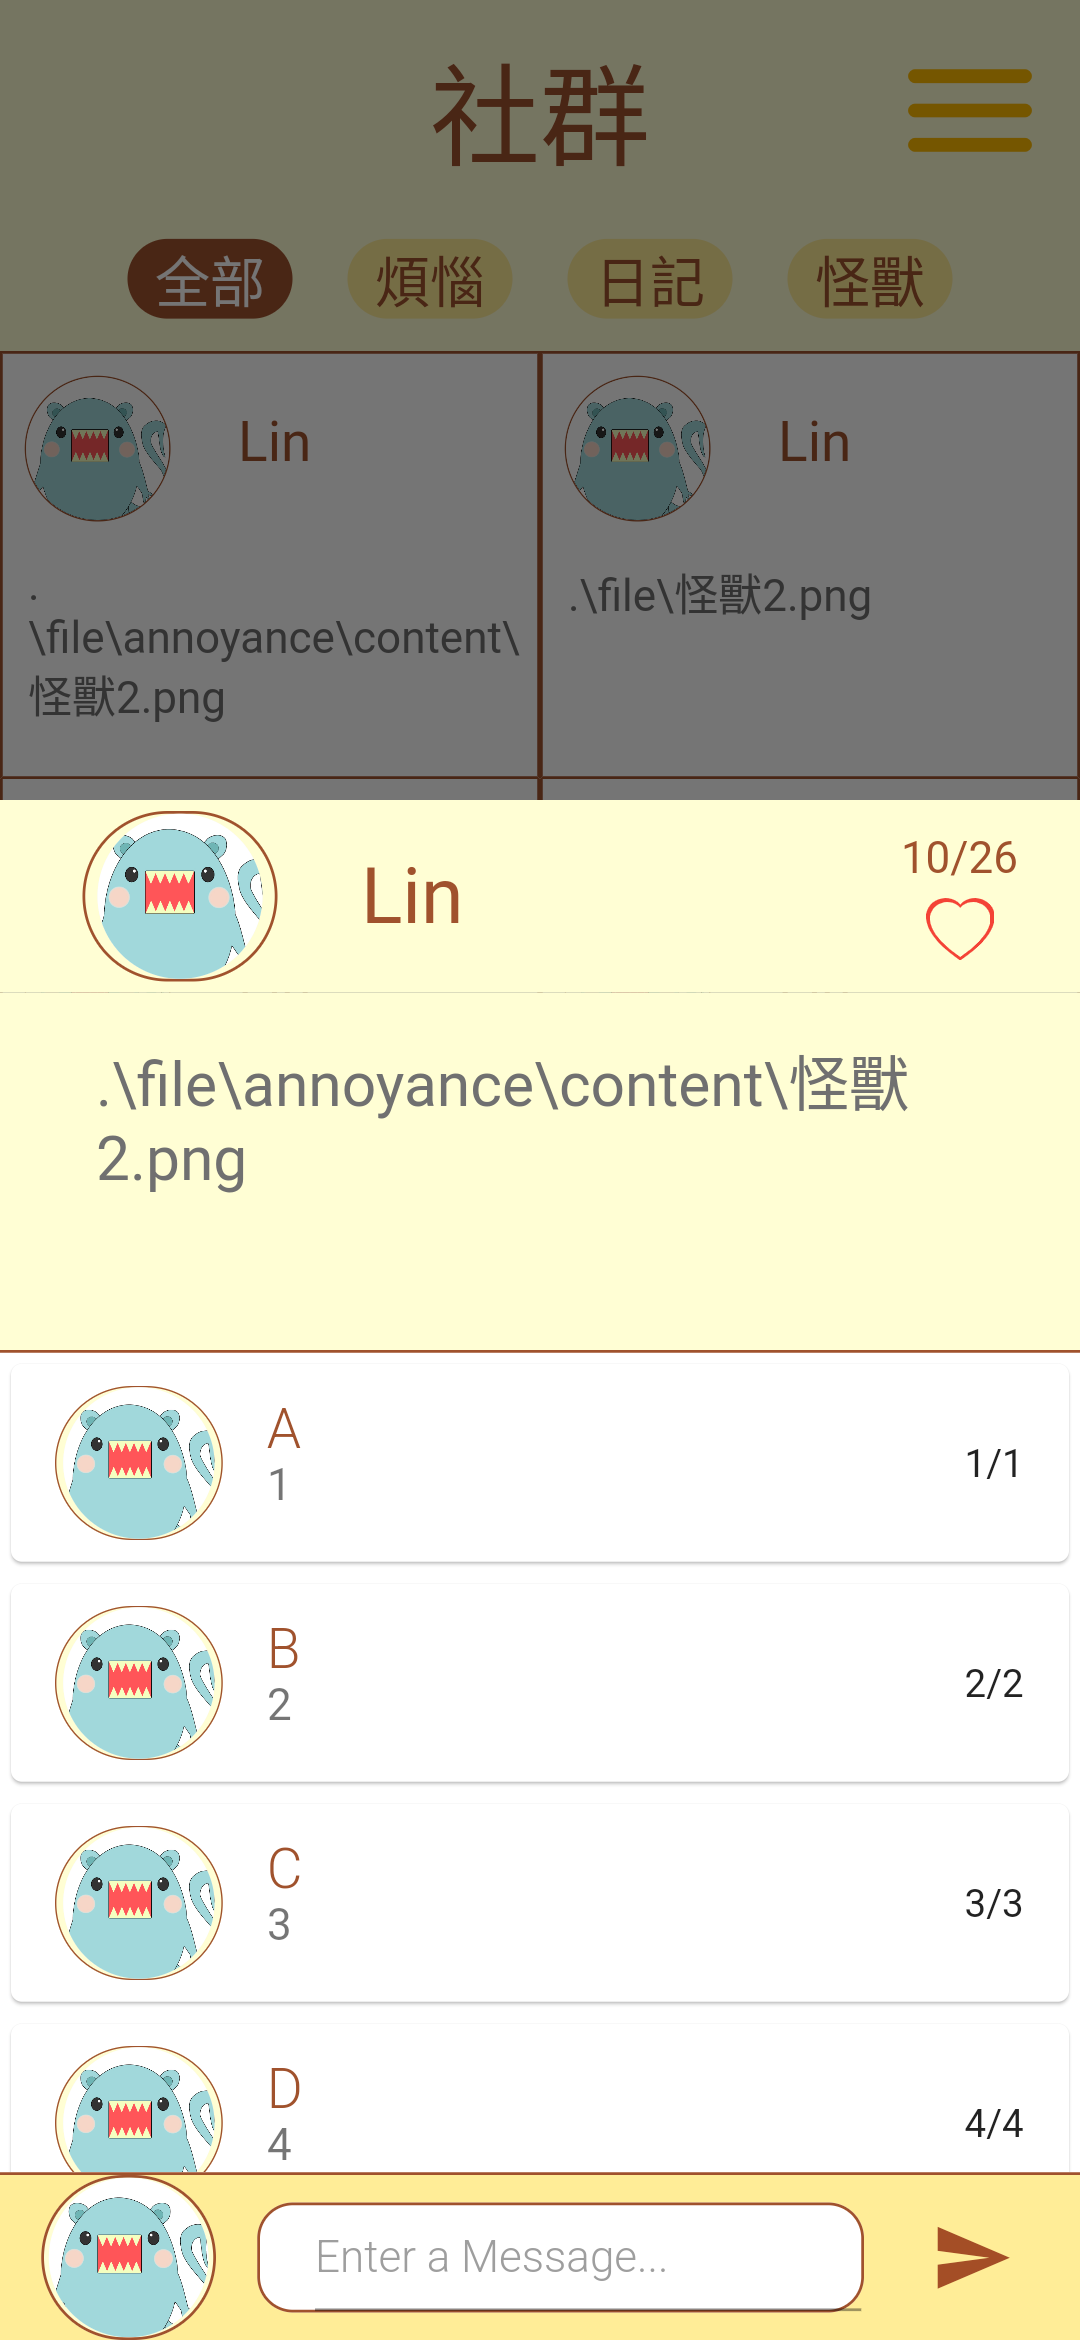 社群
全部 煩惱 日記 怪獸
Lin
.
\file\annoyance\content\
怪獸2.png
Lin
.\file\怪獸2.png
Lin
10/26
.\file\annoyance\content\怪獸
2.png
A
1
1/1
B
2
2/2
C
3
3/3
D
4
4/4
Enter a Message...